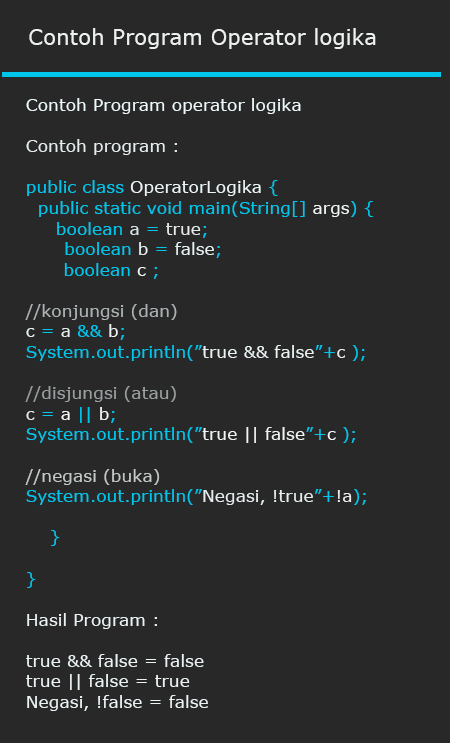 Contoh Program Operator logika
Contoh Program operator logika
Contoh program :
public class OperatorLogika {
public static void main(String[] args) {
boolean a = true;
boolean b = false;
boolean c ;
//konjungsi (dan)
c = a && b;
System.out.println(”true && false”+c );
//disjungsi (atau)
c = a || b;
System.out.println(”true || false”+c );
//negasi (buka)
System.out.println(”Negasi, !true”+!a);
}
}
Hasil Program :
true && false = false
true || false = true
Negasi, !false = false